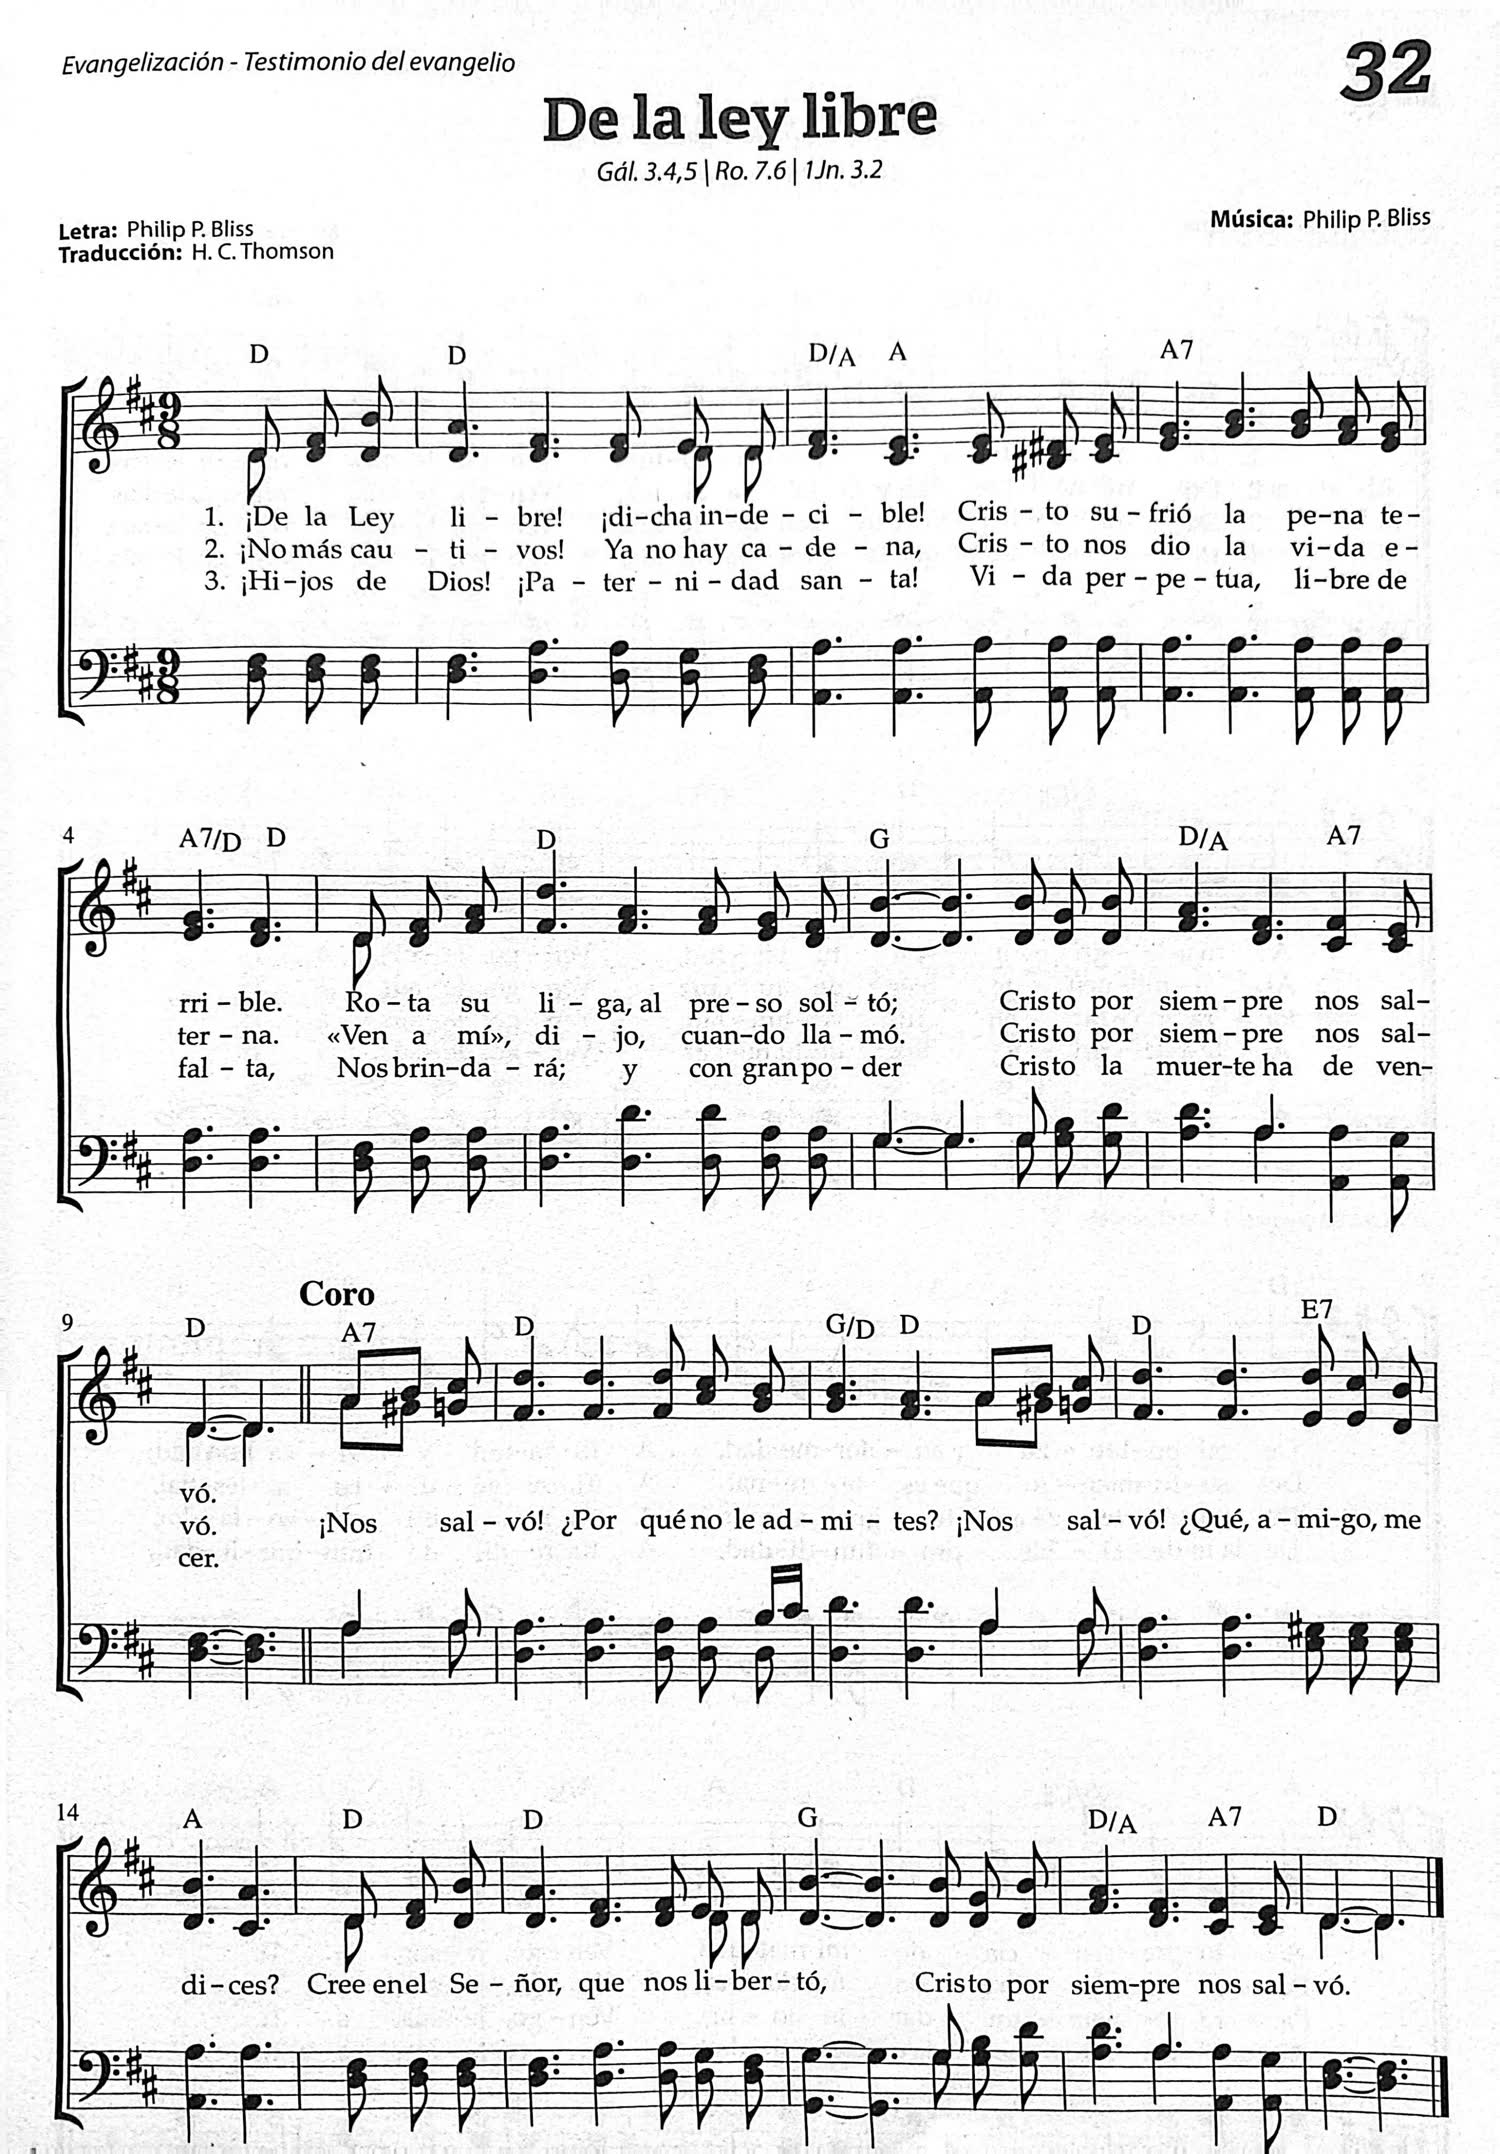 Evangelización - Testimonio del evangelio
32
De la ley libre
Gál. 3.4,5 | Ro. 7.6 | 1Jn. 3.2
Letra: Philip P. Bliss
Música: Philip P. Bliss
Traducción: H. C. Thomson
D D D/A A A7
1. ¡De la Ley li - bre! ¡di-cha in-de - ci - ble! Cris - to su - frió la pe-na te-
2. ¡No más cau - ti - vos! Ya no hay ca - de - na, Cris - to nos dio la vi-da e-
3. ¡Hi-jos de Dios! ¡Pa - ter - ni - dad san - ta! Vi - da per - pe - tua, li-bre de
4 A7/D D D G D/A A7
rri - ble. Ro - ta su li - ga, al pre - so sol - tó; Cristo por siem - pre nos sal-
ter - na. «Ven a mí», di - jo, cuan-do lla - mó. Cristo por siem - pre nos sal-
fal - ta, Nos brin-da - rá; y con gran po - der Cristo la muer-te ha de ven-
Coro
9 D A7 D G/D D D E7
vó.
vó. ¡Nos sal - vó! ¿Por qué no le ad - mi - tes? ¡Nos sal - vó! ¿Qué, a - mi-go, me
cer.
14 A D D G D/A A7 D
di - ces? Cree en el Se - ñor, que nos li-ber - tó, Cristo por siem-pre nos sal - vó.